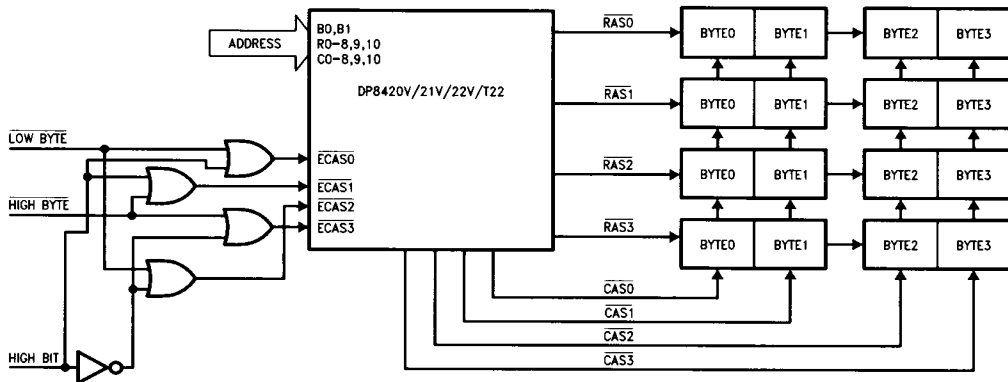 ADDRESS
B0,B1
R0-8,9,10
C0-8,9,10
DP8420V/21V/22V/T22
LOW BYTE
HIGH BYTE
HIGH BIT
ECAS0
ECAS1
ECAS2
ECAS3
RAS0
BYTE0 BYTE1 BYTE2 BYTE3
RAS1
BYTE0 BYTE1 BYTE2 BYTE3
RAS2
BYTE0 BYTE1 BYTE2 BYTE3
RAS3
BYTE0 BYTE1 BYTE2 BYTE3
CAS0
CAS1
CAS2
CAS3